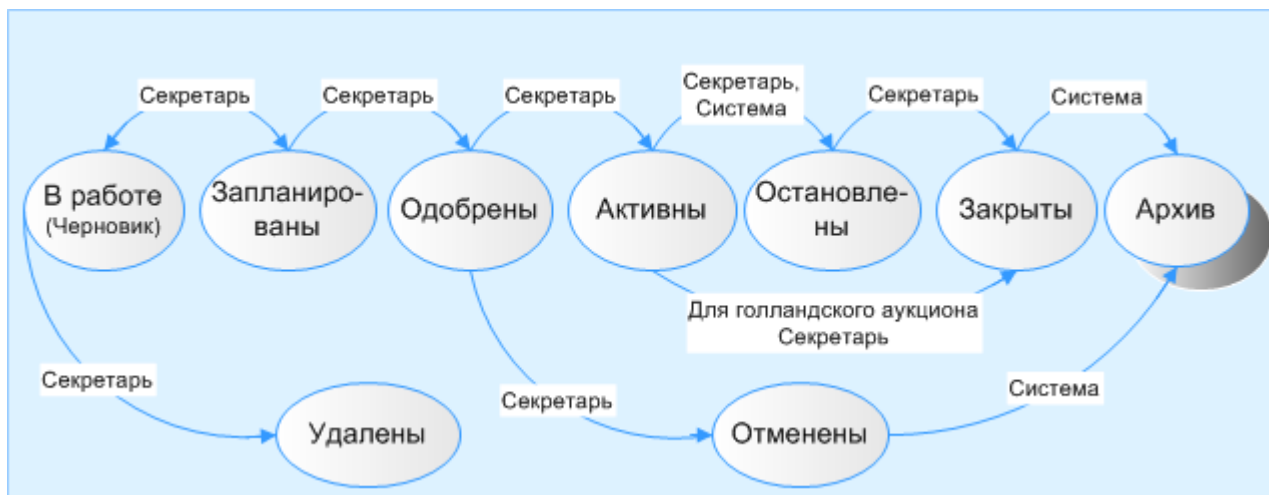 Секретарь
Секретарь
Секретарь
Секретарь,
Система
Секретарь
Система
В работе
(Черновик)
Запланиро-
ваны
Одобрены
Активны
Остановле-
ны
Закрыты
Архив
Для голландского аукциона
Секретарь
Секретарь
Секретарь
Система
Удалены
Отменены